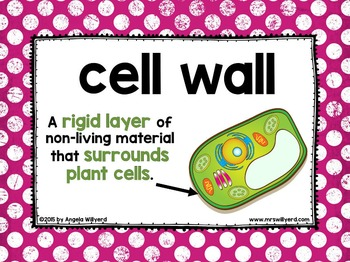 cell wall
A rigid layer of
non-living material
that surrounds
plant cells.
©2015 by Angela Willyerd
www.mrswillyerd.com